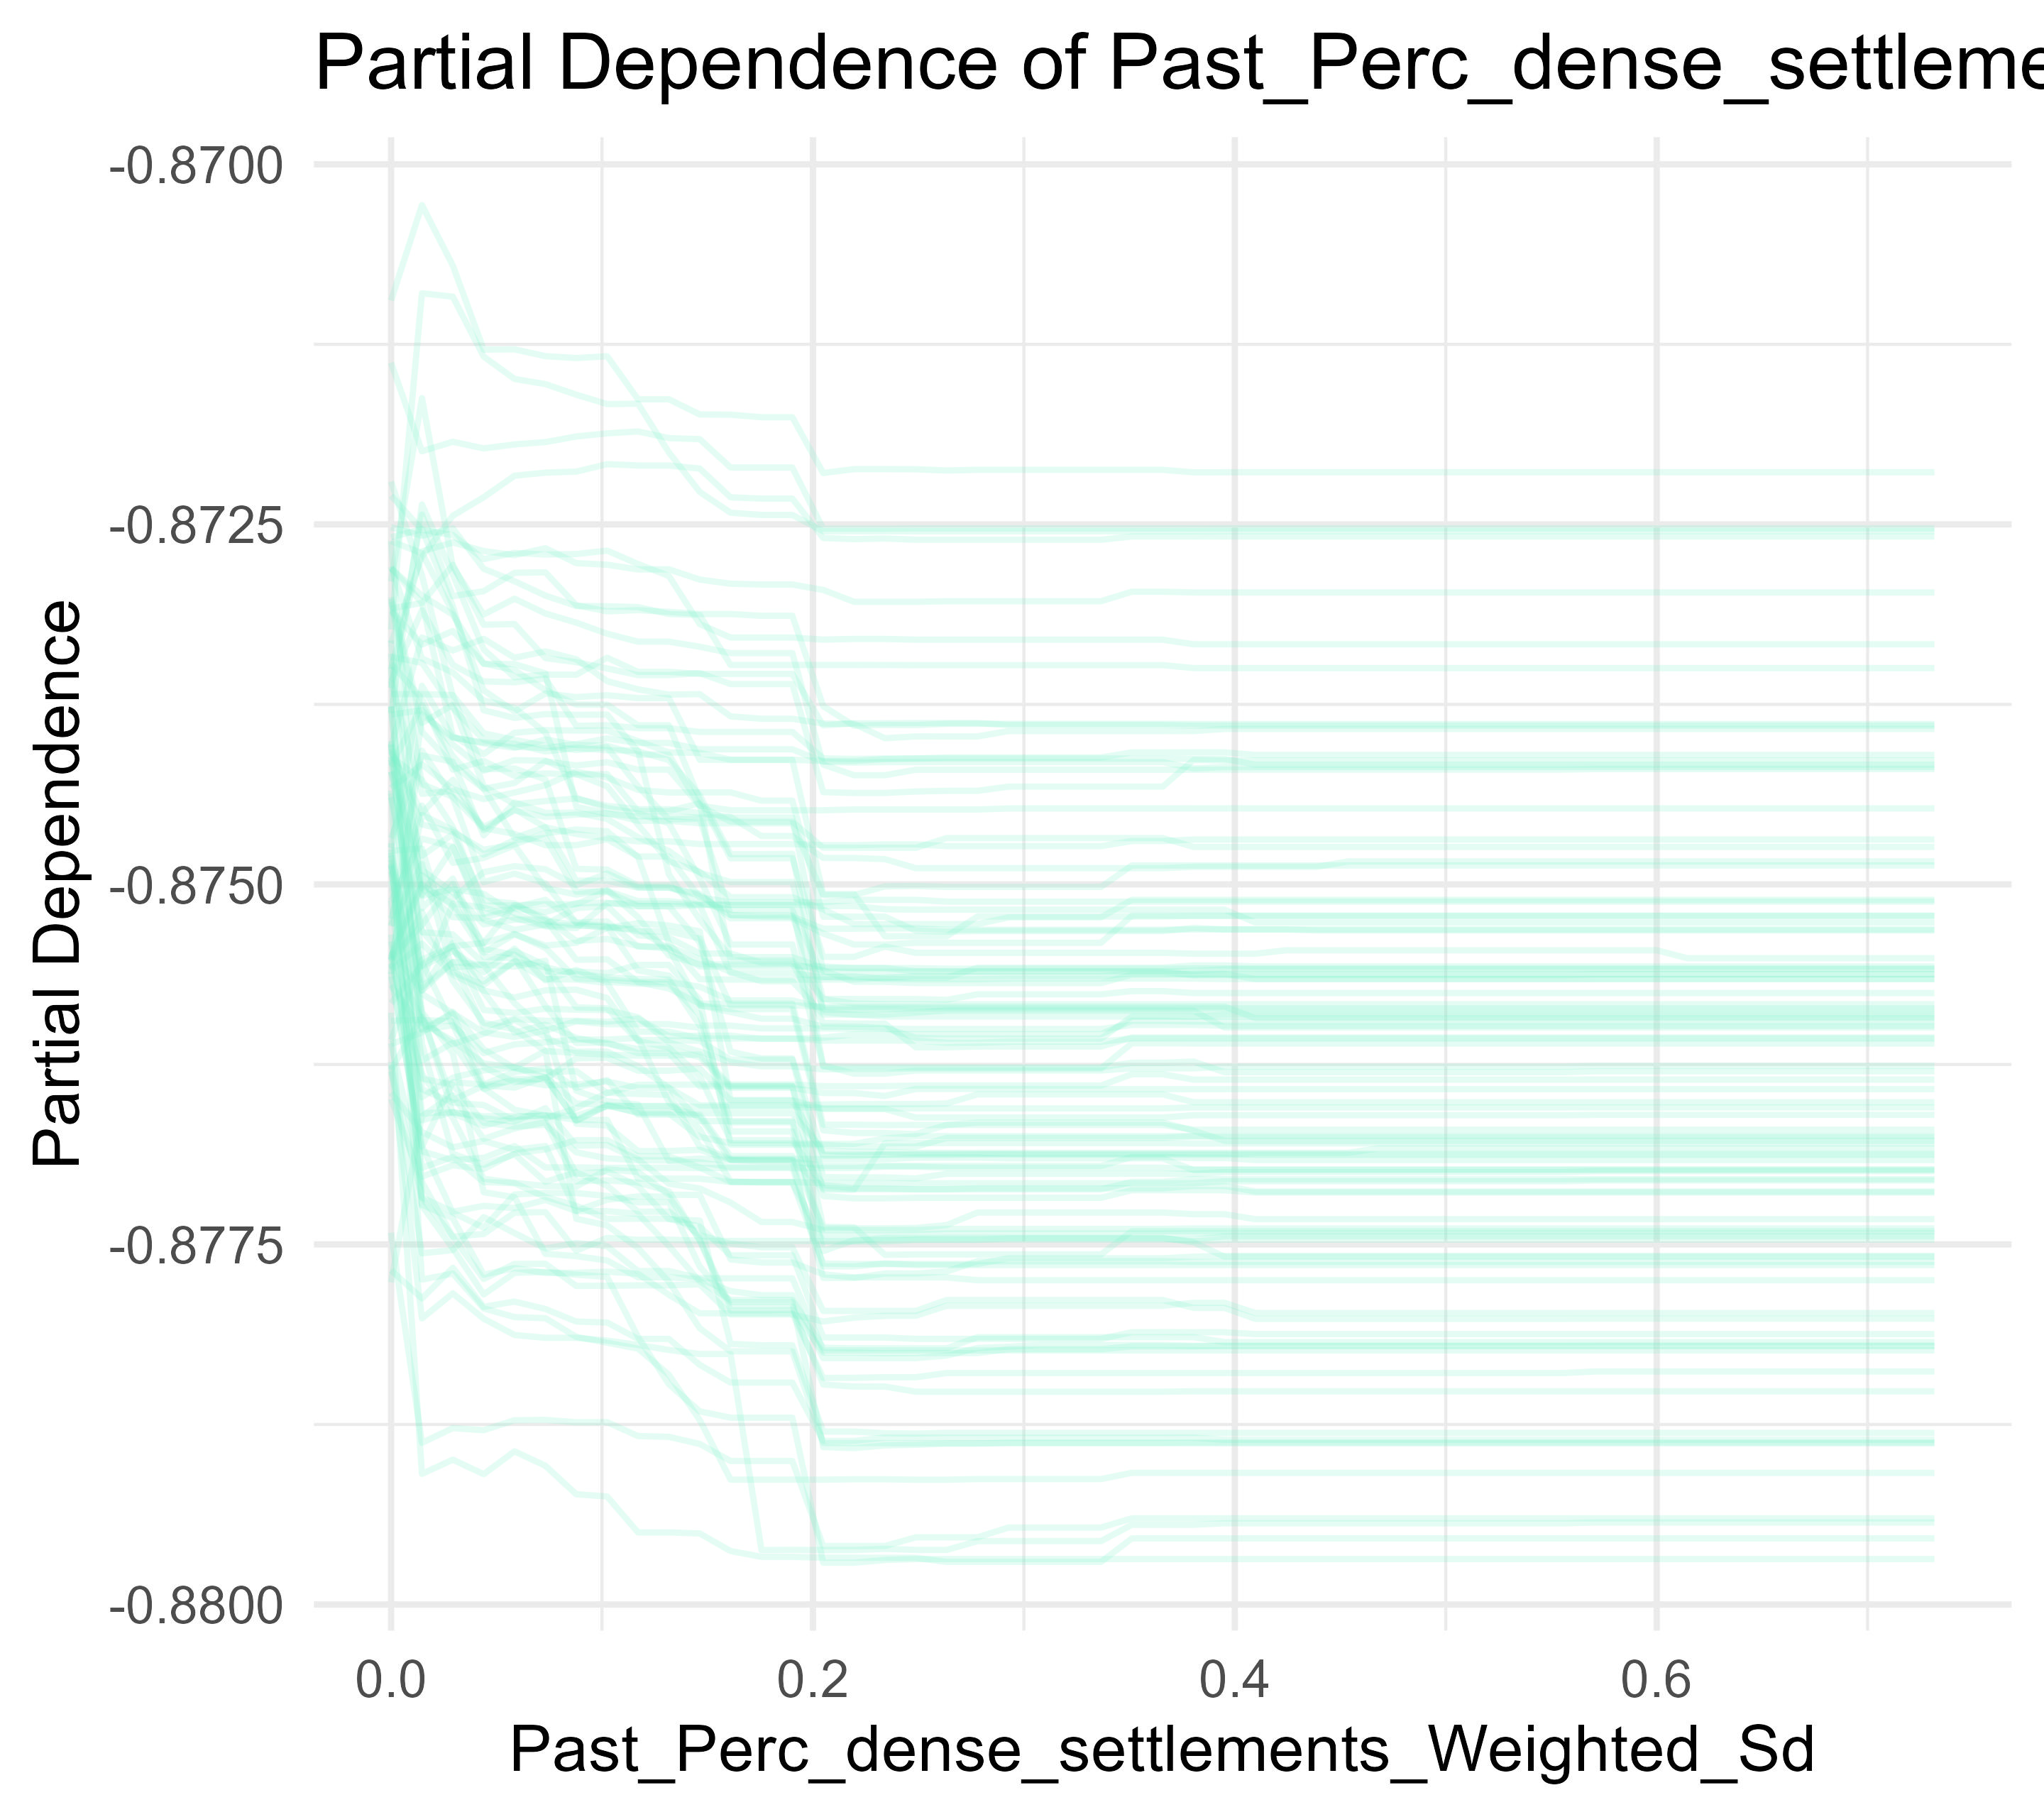 Partial Dependence of Past_Perc_dense_settleme
-0.8700
-0.8725
-0.8750
-0.8775
-0.8800
Partial Dependence
0.0 0.2 0.4 0.6
Past_Perc_dense_settlements_Weighted_Sd